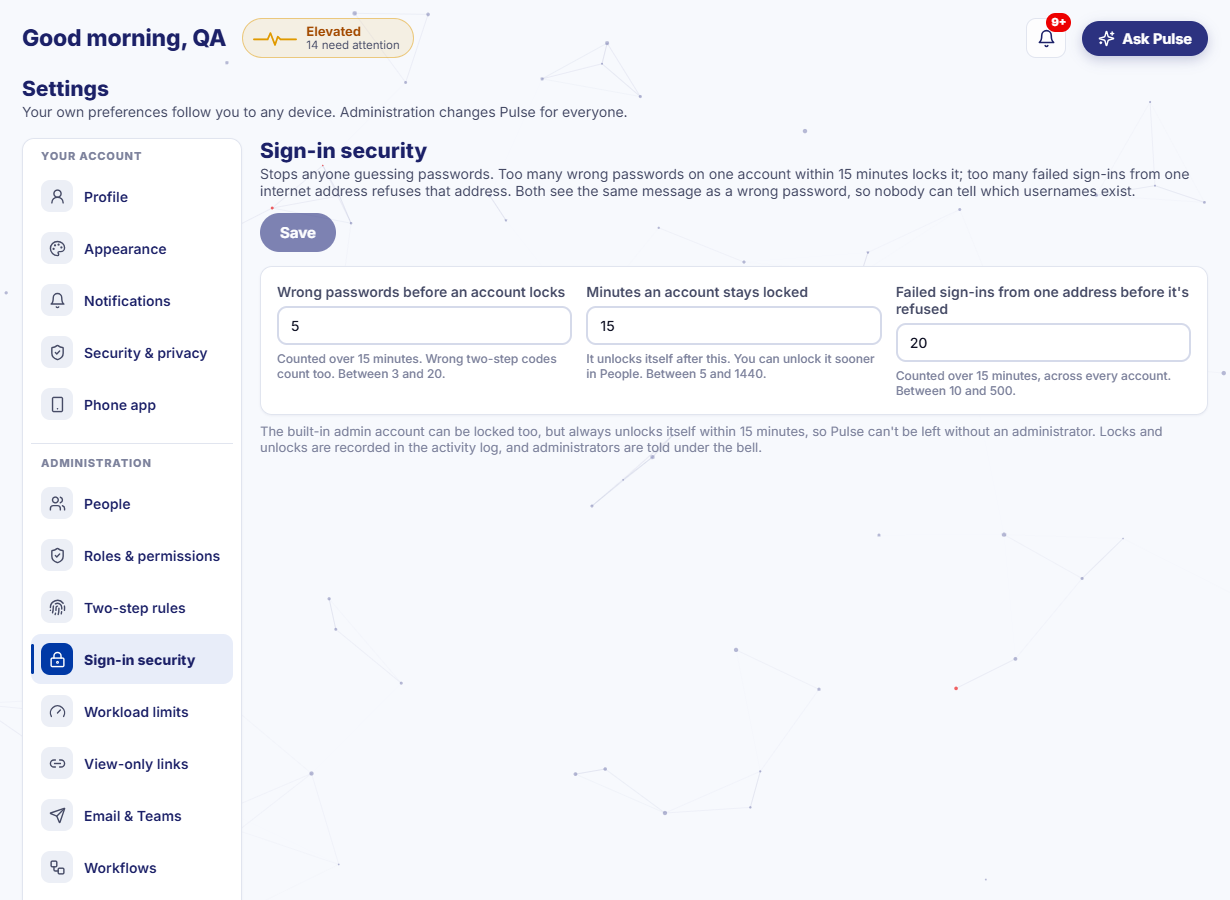 Good morning, QA
Elevated
14 need attention
9+
Ask Pulse
Settings
Your own preferences follow you to any device. Administration changes Pulse for everyone.
YOUR ACCOUNT
Profile
Appearance
Notifications
Security & privacy
Phone app
ADMINISTRATION
People
Roles & permissions
Two-step rules
Sign-in security
Workload limits
View-only links
Email & Teams
Workflows
Sign-in security
Stops anyone guessing passwords. Too many wrong passwords on one account within 15 minutes locks it; too many failed sign-ins from one
internet address refuses that address. Both see the same message as a wrong password, so nobody can tell which usernames exist.
Save
Wrong passwords before an account locks
5
Counted over 15 minutes. Wrong two-step codes
count too. Between 3 and 20.
Minutes an account stays locked
15
It unlocks itself after this. You can unlock it sooner
in People. Between 5 and 1440.
Failed sign-ins from one address before it's
refused
20
Counted over 15 minutes, across every account.
Between 10 and 500.
The built-in admin account can be locked too, but always unlocks itself within 15 minutes, so Pulse can't be left without an administrator. Locks and
unlocks are recorded in the activity log, and administrators are told under the bell.